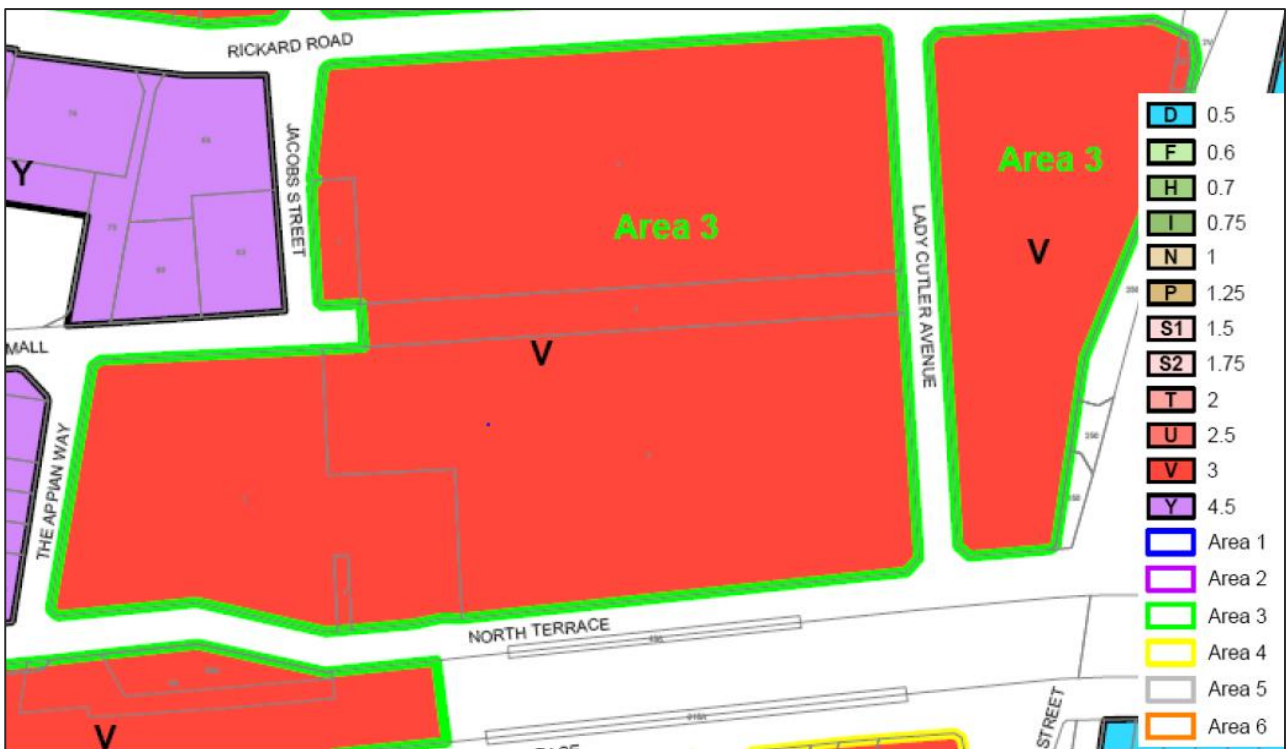 RICKARD ROAD
JACOBS STREET
Y
Area 3
Area 3
V
LADY CUTLER AVENUE
MALL
V
THE APPIAN WAY
NORTH TERRACE
V
STREET
D 0.5
F 0.6
H 0.7
I 0.75
N 1
P 1.25
S1 1.5
S2 1.75
T 2
U 2.5
V 3
Y 4.5
Area 1
Area 2
Area 3
Area 4
Area 5
Area 6